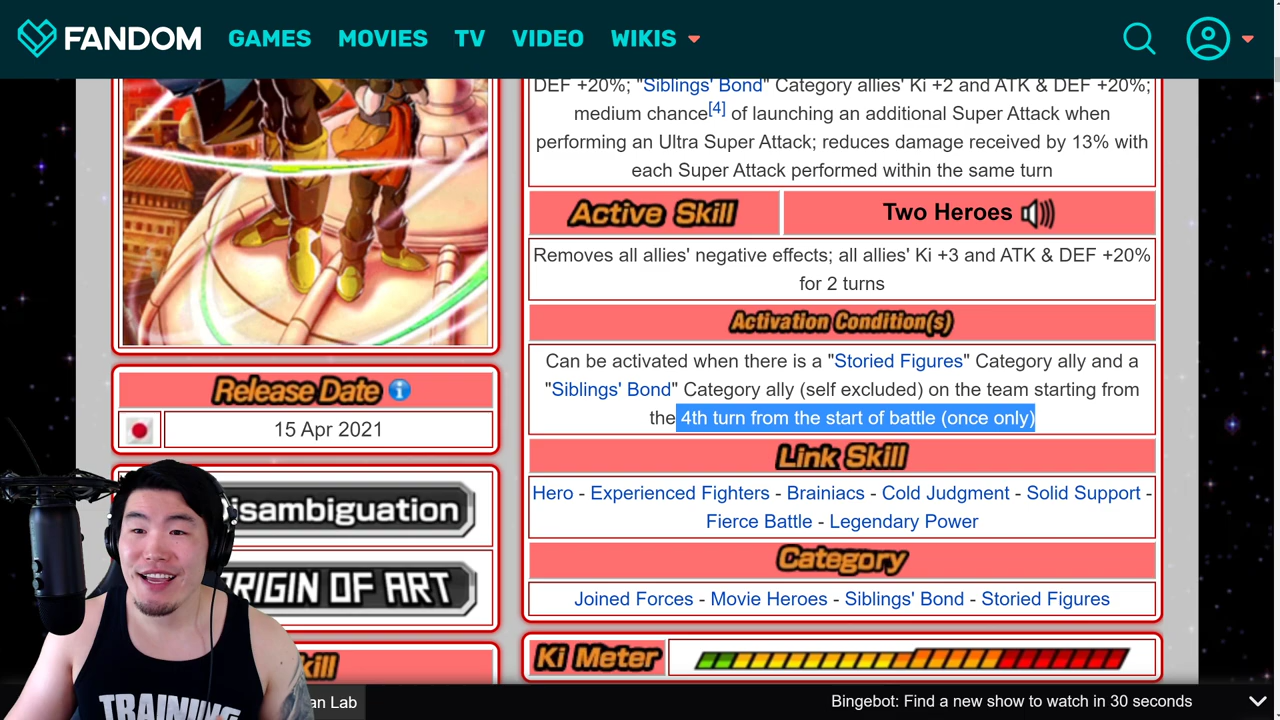 FANDOM GAMES MOVIES TV VIDEO WIKIS
DEF +20%; "Siblings' Bond" Category allies' Ki +2 and ATK & DEF +20%;
medium chance[4] of launching an additional Super Attack when
performing an Ultra Super Attack; reduces damage received by 13% with
each Super Attack performed within the same turn
Active Skill
Two Heroes
Removes all allies' negative effects; all allies' Ki +3 and ATK & DEF +20%
for 2 turns
Activation Condition(s)
Can be activated when there is a "Storied Figures" Category ally and a
"Siblings' Bond" Category ally (self excluded) on the team starting from
the 4th turn from the start of battle (once only)
Link Skill
Hero - Experienced Fighters - Brainiacs - Cold Judgment - Solid Support -
Fierce Battle - Legendary Power
Category
Joined Forces - Movie Heroes - Siblings' Bond - Storied Figures
Ki Meter
Release Date
15 Apr 2021
isambiguation
RIGIN OF ART
kill
TRAINING
an Lab
Bingebot: Find a new show to watch in 30 seconds